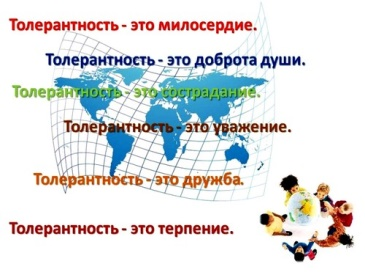 Толерантность - это милосердие.
Толерантность - это доброта души.
Толерантность - это сострадание.
Толерантность - это уважение.
Толерантность - это дружба.
Толерантность - это терпение.